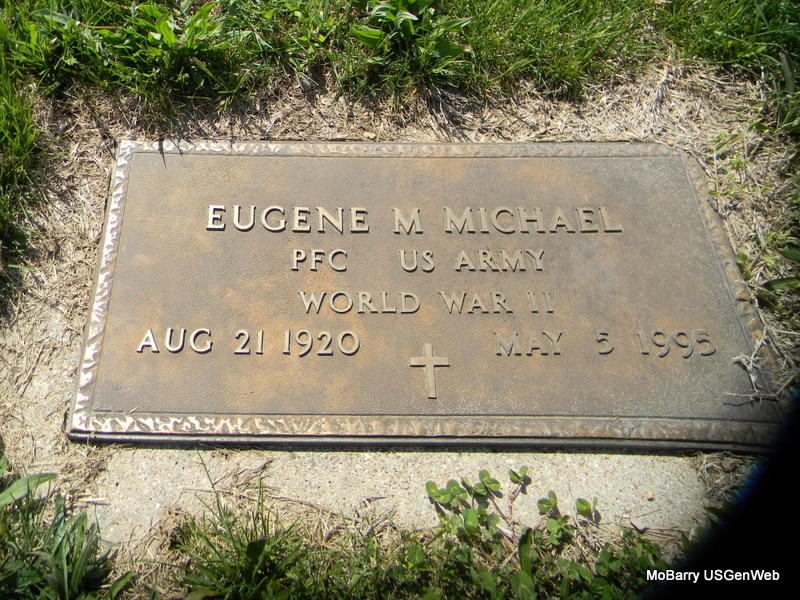 EUGENE M MICHAEL
PFC US ARMY
WORLD WAR II
AUG 21 1920 MAY 5 1995
MoBarry USGenWeb